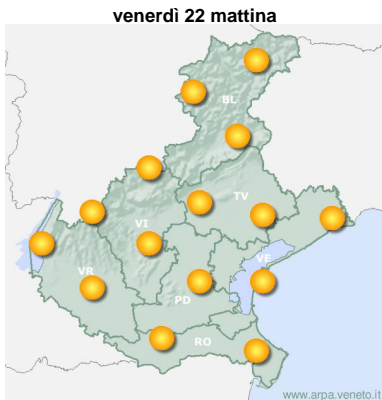 venerdì 22 mattina
BL
TV
VI
VE
VR
PD
RO
www.arpa.veneto.it